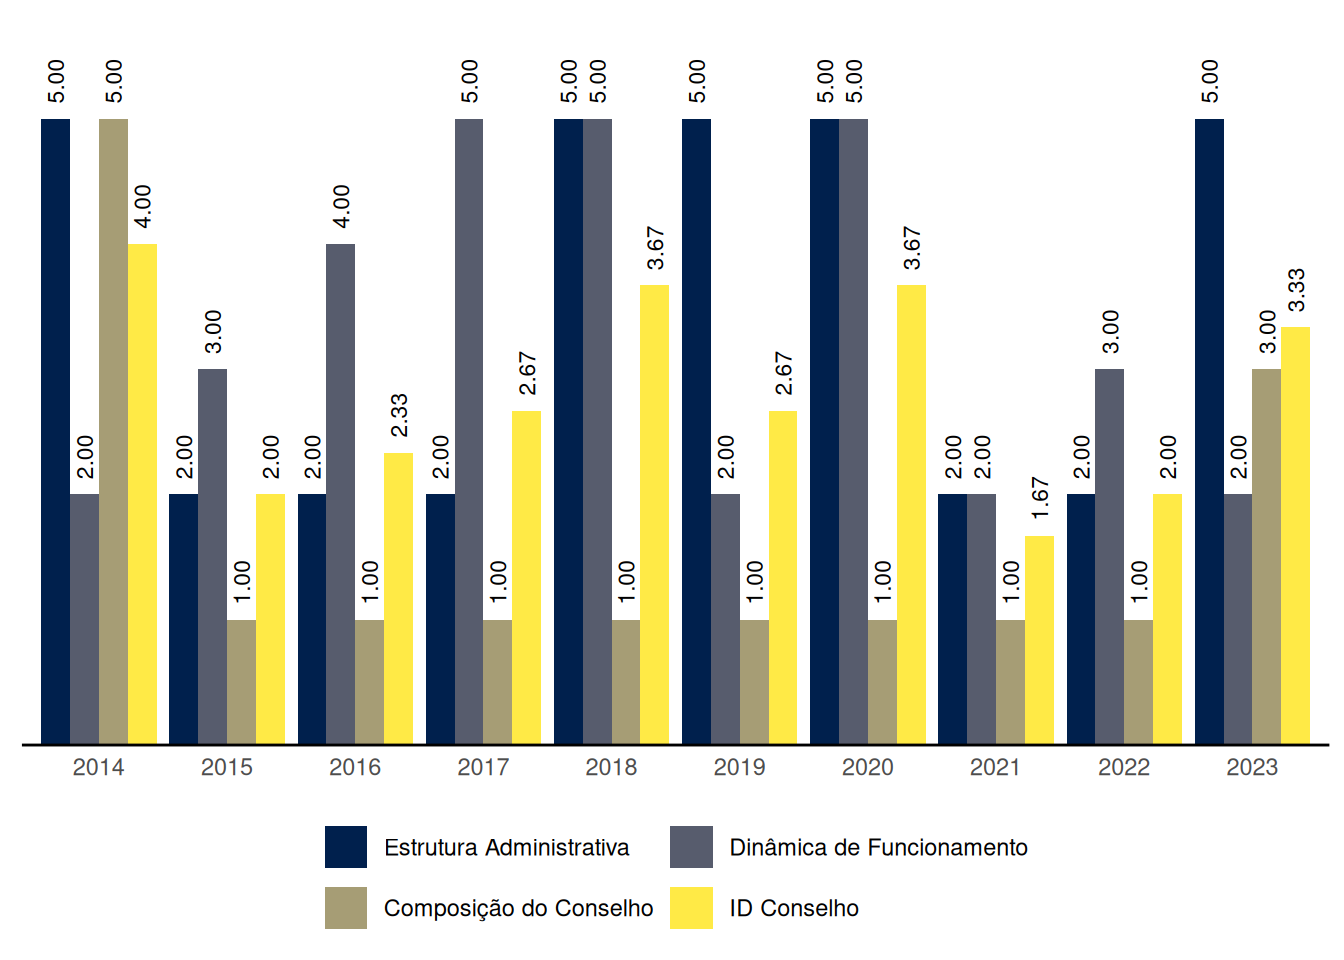 5.00 2.00 5.00 4.00 2.00 3.00 1.00 2.00 2.00 4.00 1.00 2.33 2.00 5.00 1.00 2.67 5.00 5.00 1.00 3.67 5.00 2.00 1.00 2.67 5.00 5.00 1.00 3.67 2.00 2.00 1.00 1.67 2.00 3.00 1.00 2.00 5.00 2.00 3.00 3.33
2014 2015 2016 2017 2018 2019 2020 2021 2022 2023
Estrutura Administrativa Dinâmica de Funcionamento
Composição do Conselho ID Conselho